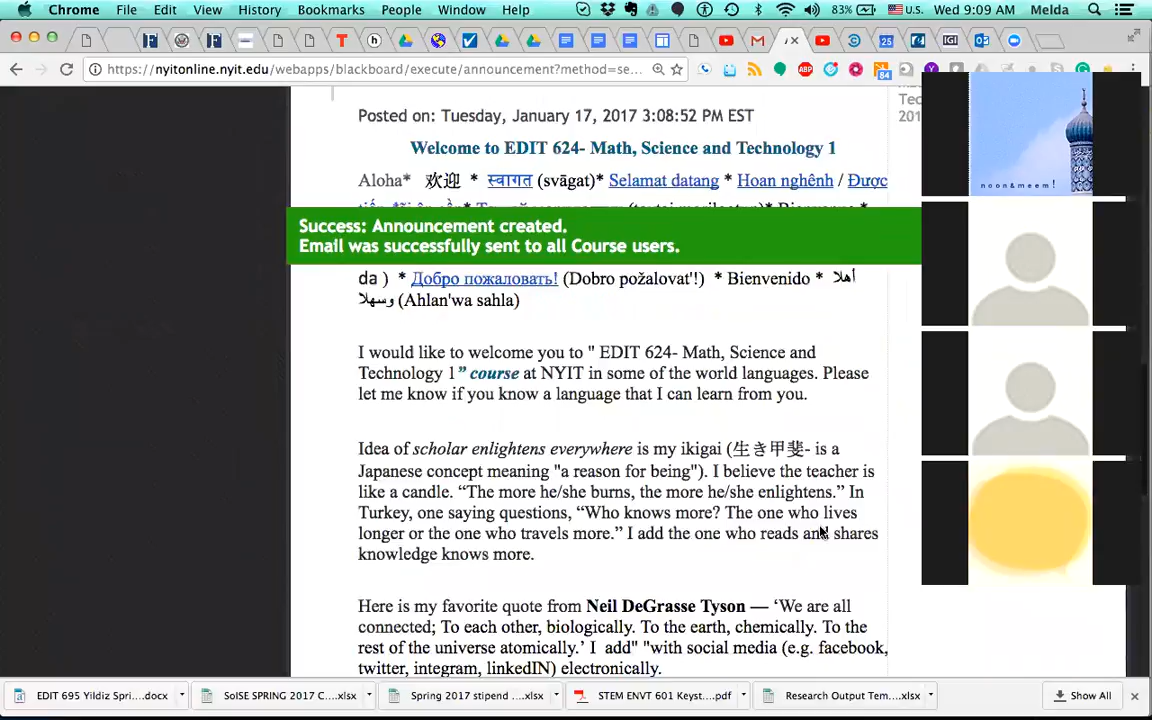 Chrome File Edit View History Bookmarks People Window Help 83% U.S. Wed 9:09 AM Melda
https://nyitonline.nyit.edu/webapps/blackboard/execute/announcement?method=se...
Posted on: Tuesday, January 17, 2017 3:08:52 PM EST
Welcome to EDIT 624- Math, Science and Technology 1
Aloha* 欢迎 * स्वागत (svāgat)* Selamat datang * Hoan nghênh / Được
Success: Announcement created.
Email was successfully sent to all Course users.
da ) * Добро пожаловать! (Dobro požalovat'!) * Bienvenido * أهلا
وسهلا (Ahlan'wa sahla)
I would like to welcome you to " EDIT 624- Math, Science and
Technology 1” course at NYIT in some of the world languages. Please
let me know if you know a language that I can learn from you.
Idea of scholar enlightens everywhere is my ikigai (生き甲斐- is a
Japanese concept meaning "a reason for being"). I believe the teacher is
like a candle. “The more he/she burns, the more he/she enlightens.” In
Turkey, one saying questions, “Who knows more? The one who lives
longer or the one who travels more.” I add the one who reads and shares
knowledge knows more.
Here is my favorite quote from Neil DeGrasse Tyson — ‘We are all
connected; To each other, biologically. To the earth, chemically. To the
rest of the universe atomically.’ I add" "with social media (e.g. facebook,
twitter, integram, linkedIN) electronically.
noon&meem!
EDIT 695 Yildiz Spri....docx SoISE SPRING 2017 C....xlsx Spring 2017 stipend ....xlsx STEM ENVT 601 Keyst....pdf Research Output Tem....xlsx Show All